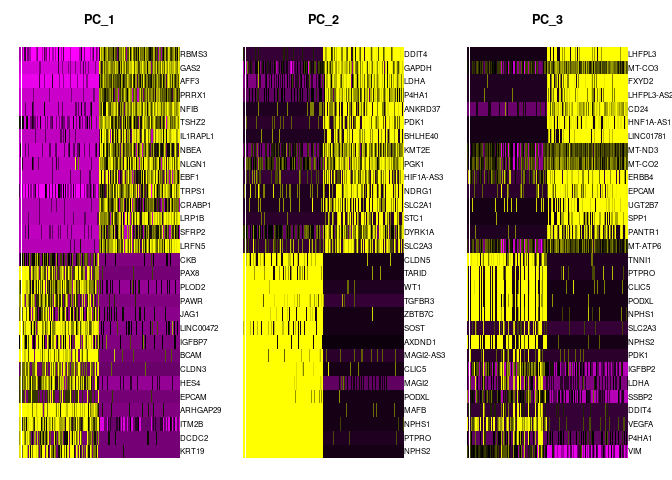 PC_1
RBMS3
GAS2
AFF3
PRRX1
NFIB
TSHZ2
IL1RAPL1
NBEA
NLGN1
EBF1
TRPS1
CRABP1
LRP1B
SFRP2
LRFN5
CKB
PAX8
PLOD2
PAWR
JAG1
LINC00472
IGFBP7
BCAM
CLDN3
HES4
EPCAM
ARHGAP29
ITM2B
DCDC2
KRT19
PC_2
DDIT4
GAPDH
LDHA
P4HA1
ANKRD37
PDK1
BHLHE40
KMT2E
PGK1
HIF1A-AS3
NDRG1
SLC2A1
STC1
DYRK1A
SLC2A3
CLDN5
TARID
WT1
TGFBR3
ZBTB7C
SOST
AXDND1
MAGI2-AS3
CLIC5
MAGI2
PODXL
MAFB
NPHS1
PTPRO
NPHS2
PC_3
LHFPL3
MT-CO3
FXYD2
LHFPL3-AS2
CD24
HNF1A-AS1
LINC01781
MT-ND3
MT-CO2
ERBB4
EPCAM
UGT2B7
SPP1
PANTR1
MT-ATP6
TNNI1
PTPRO
CLIC5
PODXL
NPHS1
SLC2A3
NPHS2
PDK1
IGFBP2
LDHA
SSBP2
DDIT4
VEGFA
P4HA1
VIM